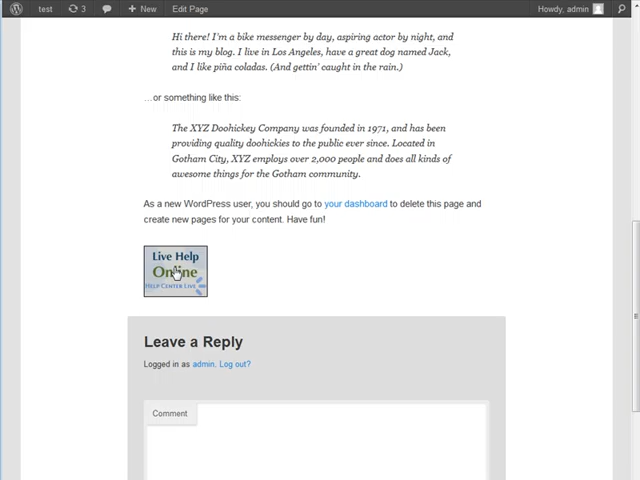 test 3 New Edit Page Howdy, admin
Hi there! I'm a bike messenger by day, aspiring actor by night, and
this is my blog. I live in Los Angeles, have a great dog named Jack,
and I like piña coladas. (And gettin' caught in the rain.)
…or something like this:
The XYZ Doohickey Company was founded in 1971, and has been
providing quality doohickies to the public ever since. Located in
Gotham City, XYZ employs over 2,000 people and does all kinds of
awesome things for the Gotham community.
As a new WordPress user, you should go to your dashboard to delete this page and
create new pages for your content. Have fun!
Live Help
Online
HELP CENTER LIVE
Leave a Reply
Logged in as admin. Log out?
Comment